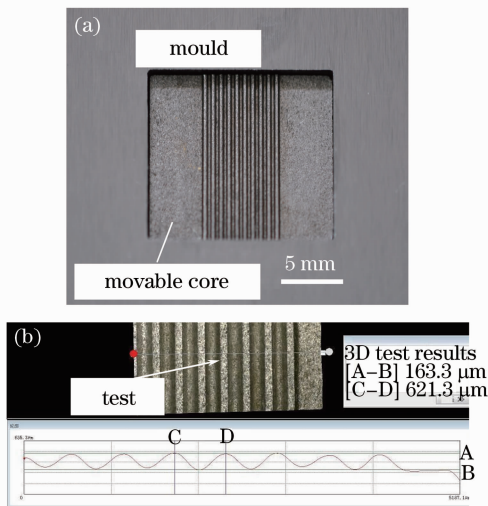 (a)
mould
movable core
5 mm
(b)
test
3D test results
[A–B] 163.3 μm
[C–D] 621.3 μm
C D
A
B
0